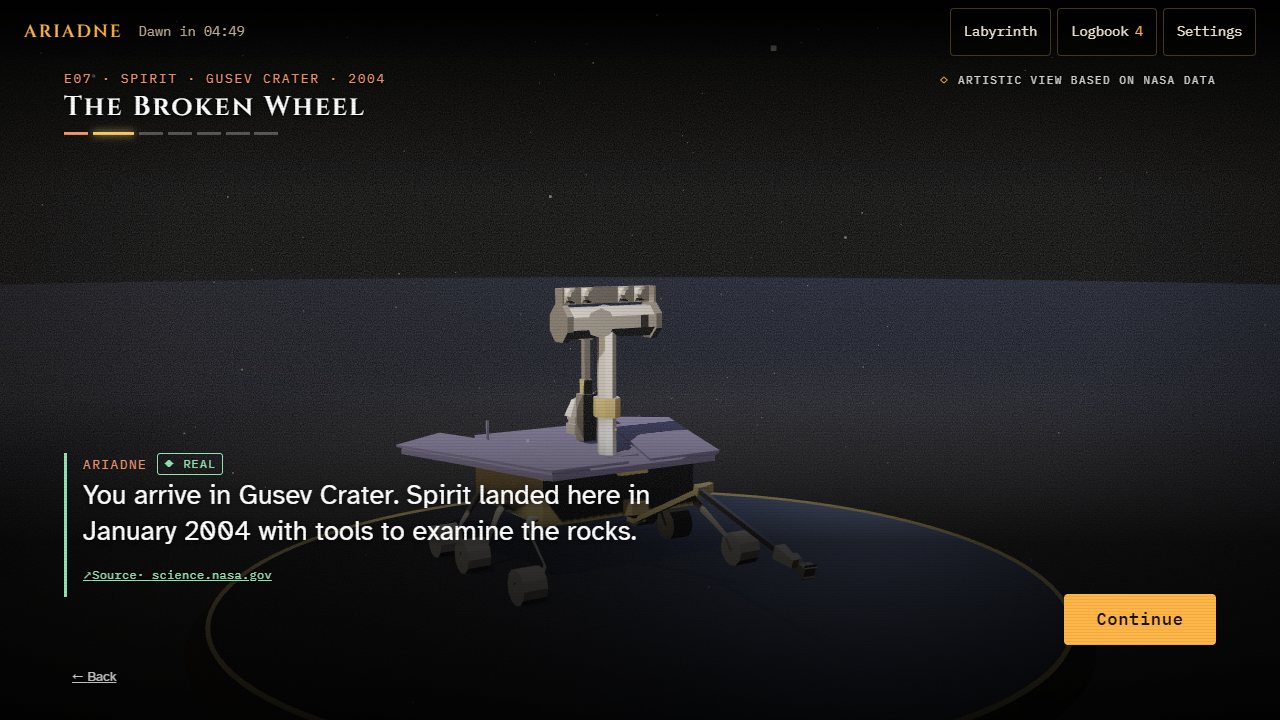 ARIADNE Dawn in 04:49 Labyrinth Logbook 4 Settings
E07 · SPIRIT · GUSEV CRATER · 2004
◇ ARTISTIC VIEW BASED ON NASA DATA
The Broken Wheel
ARIADNE ◆ REAL
You arrive in Gusev Crater. Spirit landed here in
January 2004 with tools to examine the rocks.
↗Source· science.nasa.gov
Continue
← Back